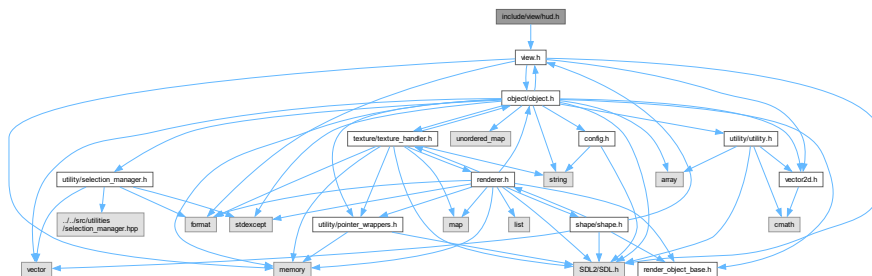 include/view/hud.h
view.h
object/object.h
texture/texture_handler.h
unordered_map
config.h
utility/utility.h
utility/selection_manager.h
renderer.h
string
array
vector2d.h
../../src/utilities
/selection_manager.hpp
format
stdexcept
utility/pointer_wrappers.h
map
list
shape/shape.h
cmath
vector
memory
SDL2/SDL.h
render_object_base.h